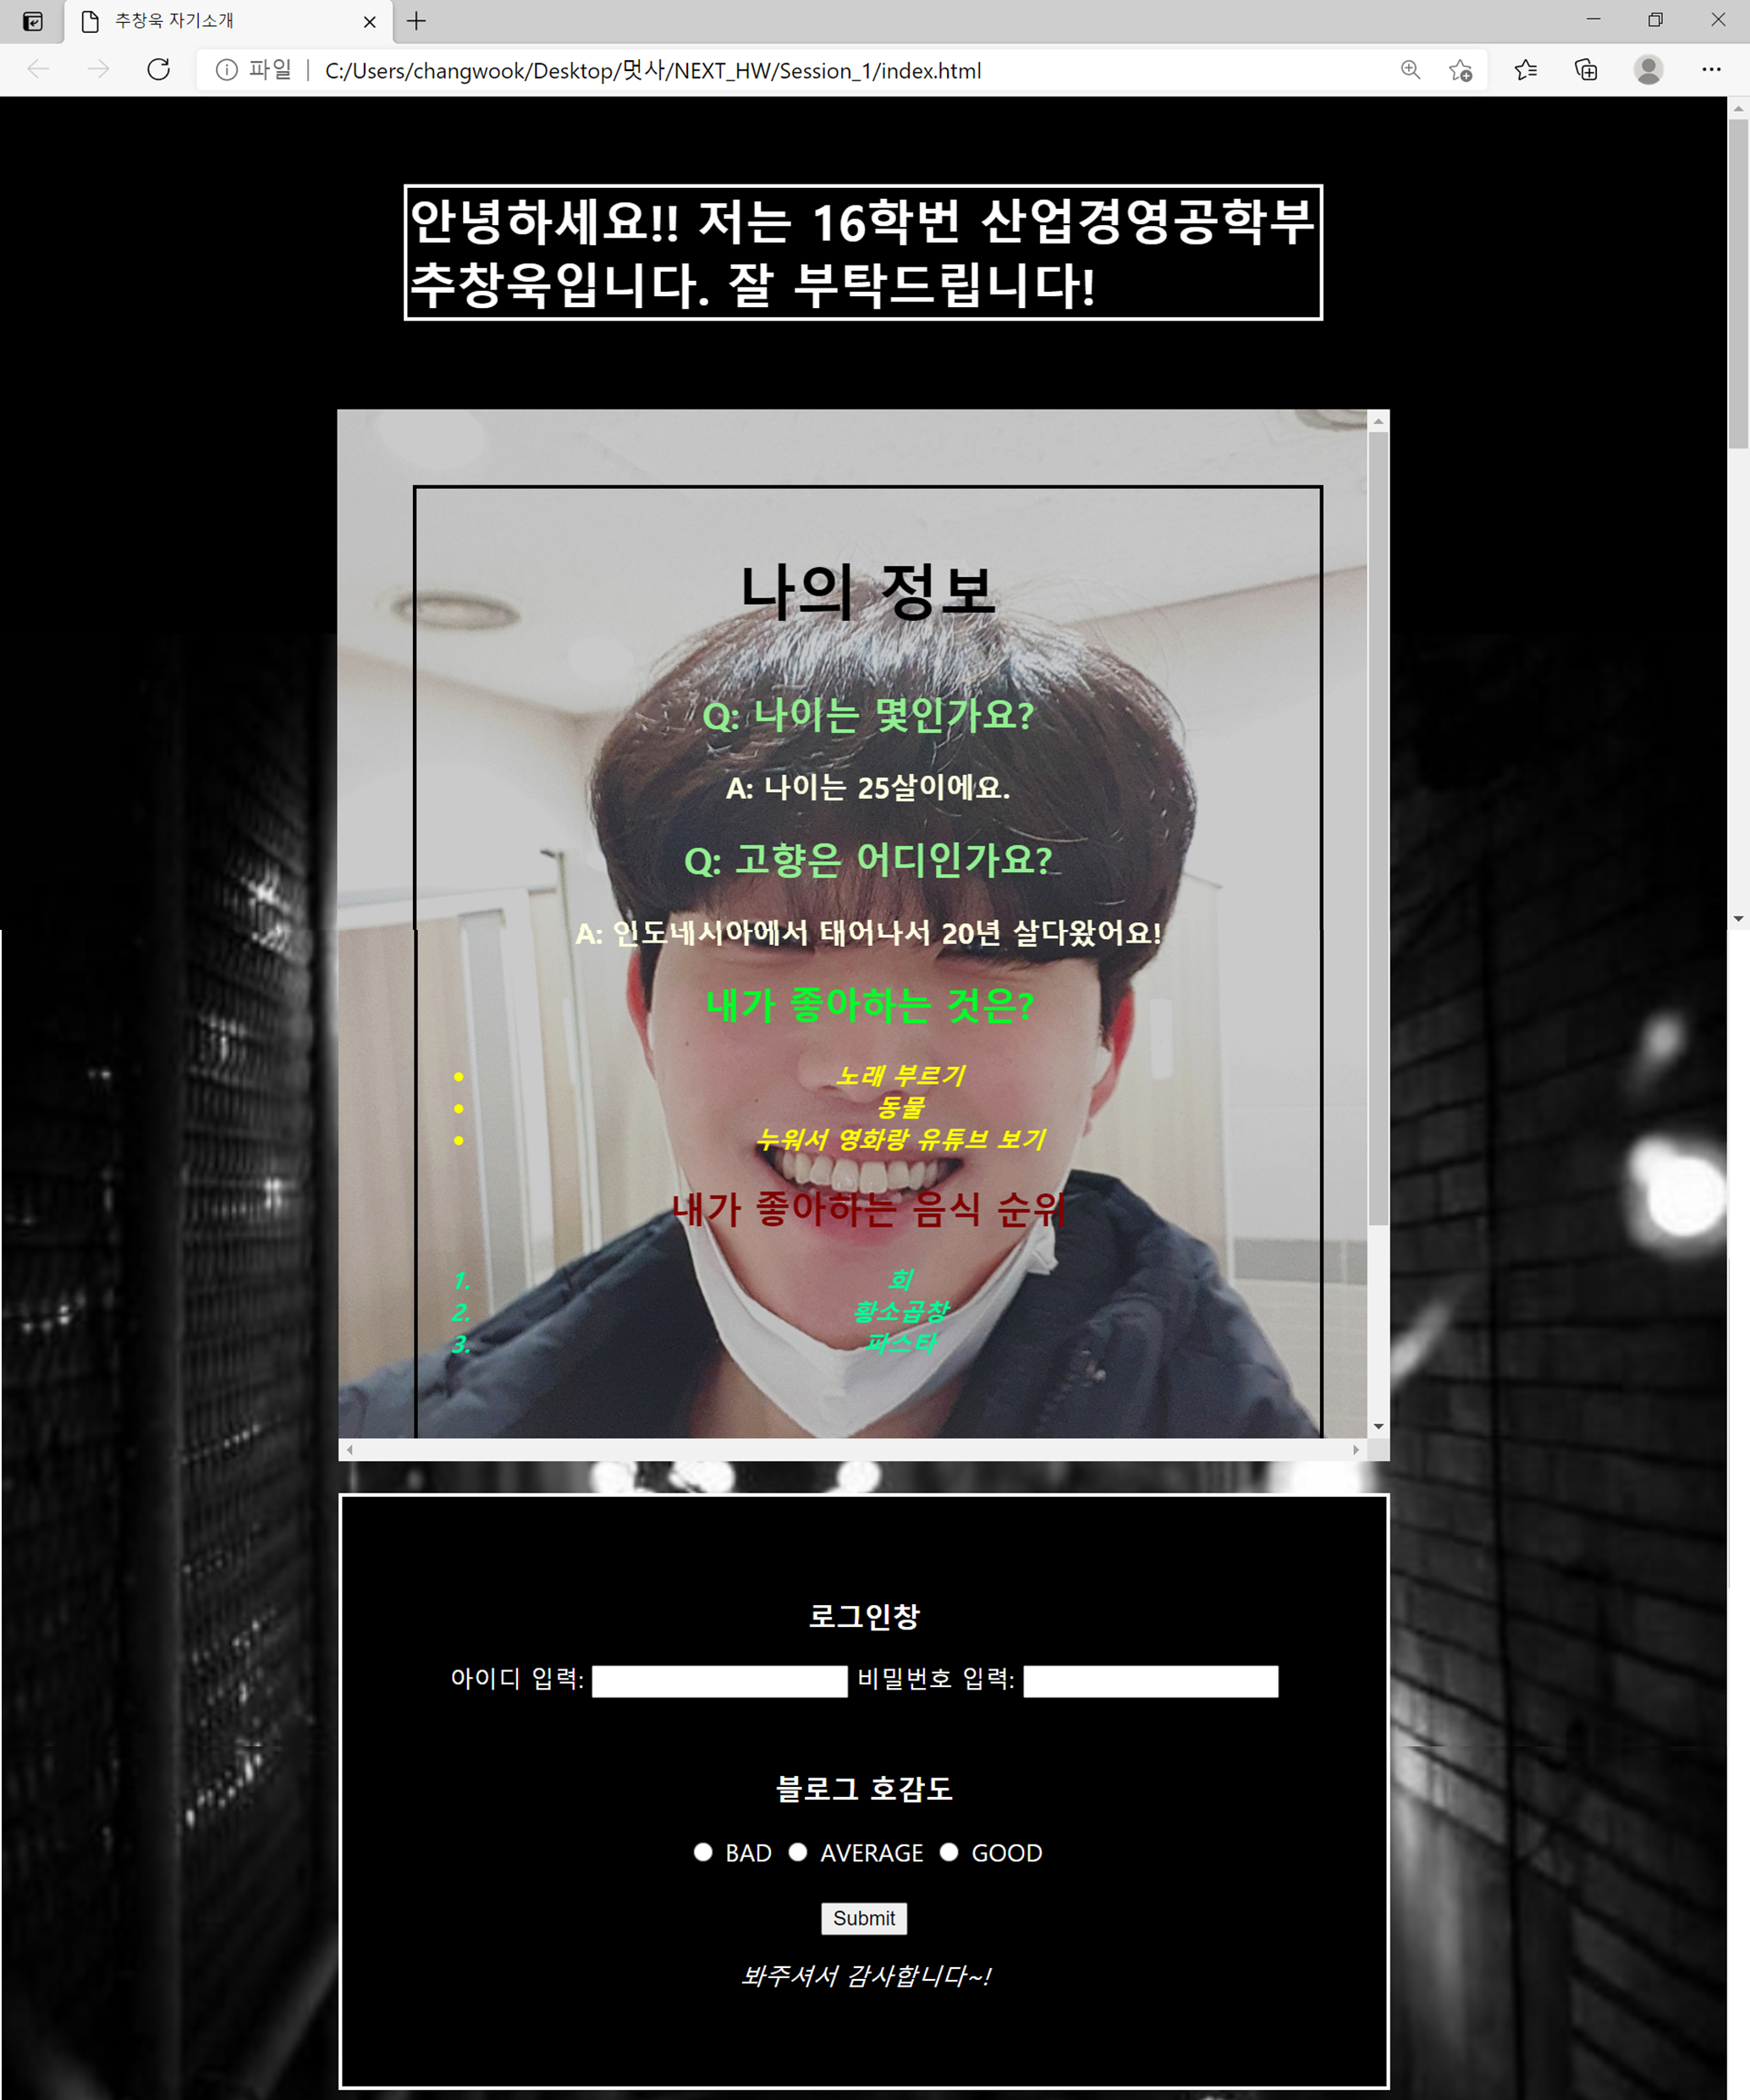 추창욱 자기소개
파일 | C:/Users/changwook/Desktop/멋사/NEXT_HW/Session_1/index.html
안녕하세요!! 저는 16학번 산업경영공학부
추창욱입니다. 잘 부탁드립니다!
나의 정보
Q: 나이는 몇인가요?
A: 나이는 25살이에요.
Q: 고향은 어디인가요?
A: 인도네시아에서 태어나서 20년 살다왔어요!
내가 좋아하는 것은?
• 노래 부르기
• 동물
• 누워서 영화랑 유튜브 보기
내가 좋아하는 음식 순위
1. 회
2. 황소곱창
3. 파스타
로그인창
아이디 입력: 비밀번호 입력:
블로그 호감도
BAD AVERAGE GOOD
Submit
봐주셔서 감사합니다~!